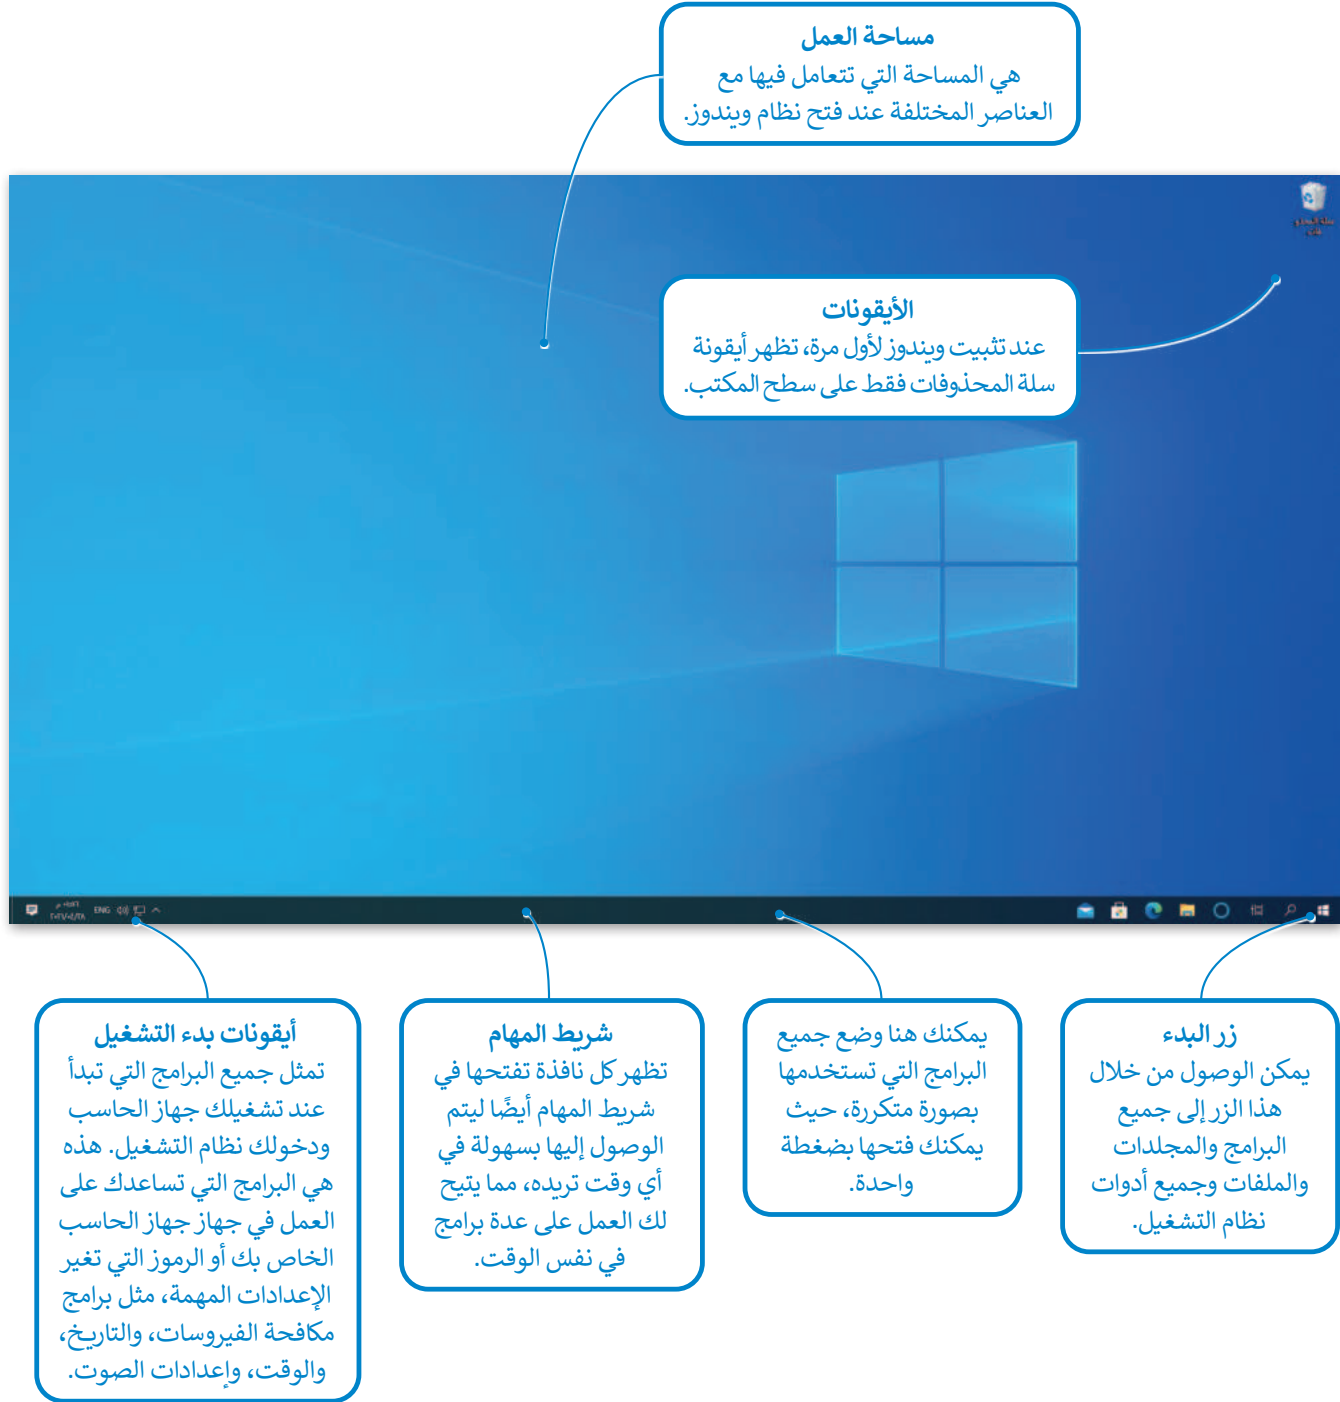 مساحة العمل
هي المساحة التي تتعامل فيها مع
العناصر المختلفة عند فتح نظام ويندوز.
الأيقونات
عند تثبيت ويندوز لأول مرة، تظهر أيقونة
سلة المحذوفات فقط على سطح المكتب.
ENG
زر البدء
يمكن الوصول من خلال
هذا الزر إلى جميع
البرامج والمجلدات
والملفات وجميع أدوات
نظام التشغيل.
يمكنك هنا وضع جميع
البرامج التي تستخدمها
بصورة متكررة، حيث
يمكنك فتحها بضغطة
واحدة.
شريط المهام
تظهر كل نافذة تفتحها في
شريط المهام أيضًا ليتم
الوصول إليها بسهولة في
أي وقت تريده، مما يتيح
لك العمل على عدة برامج
في نفس الوقت.
أيقونات بدء التشغيل
تمثل جميع البرامج التي تبدأ
عند تشغيلك جهاز الحاسب
ودخولك نظام التشغيل. هذه
هي البرامج التي تساعدك على
العمل في جهاز جهاز الحاسب
الخاص بك أو الرموز التي تغير
الإعدادات المهمة، مثل برامج
مكافحة الفيروسات، والتاريخ،
والوقت، وإعدادات الصوت.